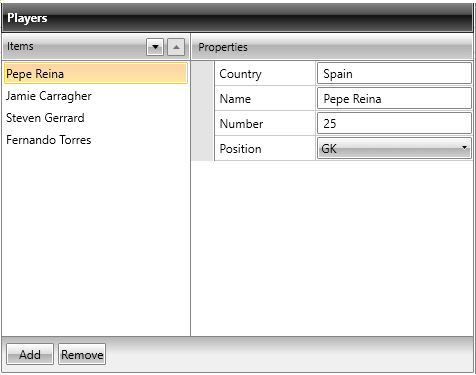 Players
Items Properties
Pepe Reina
Jamie Carragher
Steven Gerrard
Fernando Torres
Country Spain
Name Pepe Reina
Number 25
Position GK
Add Remove